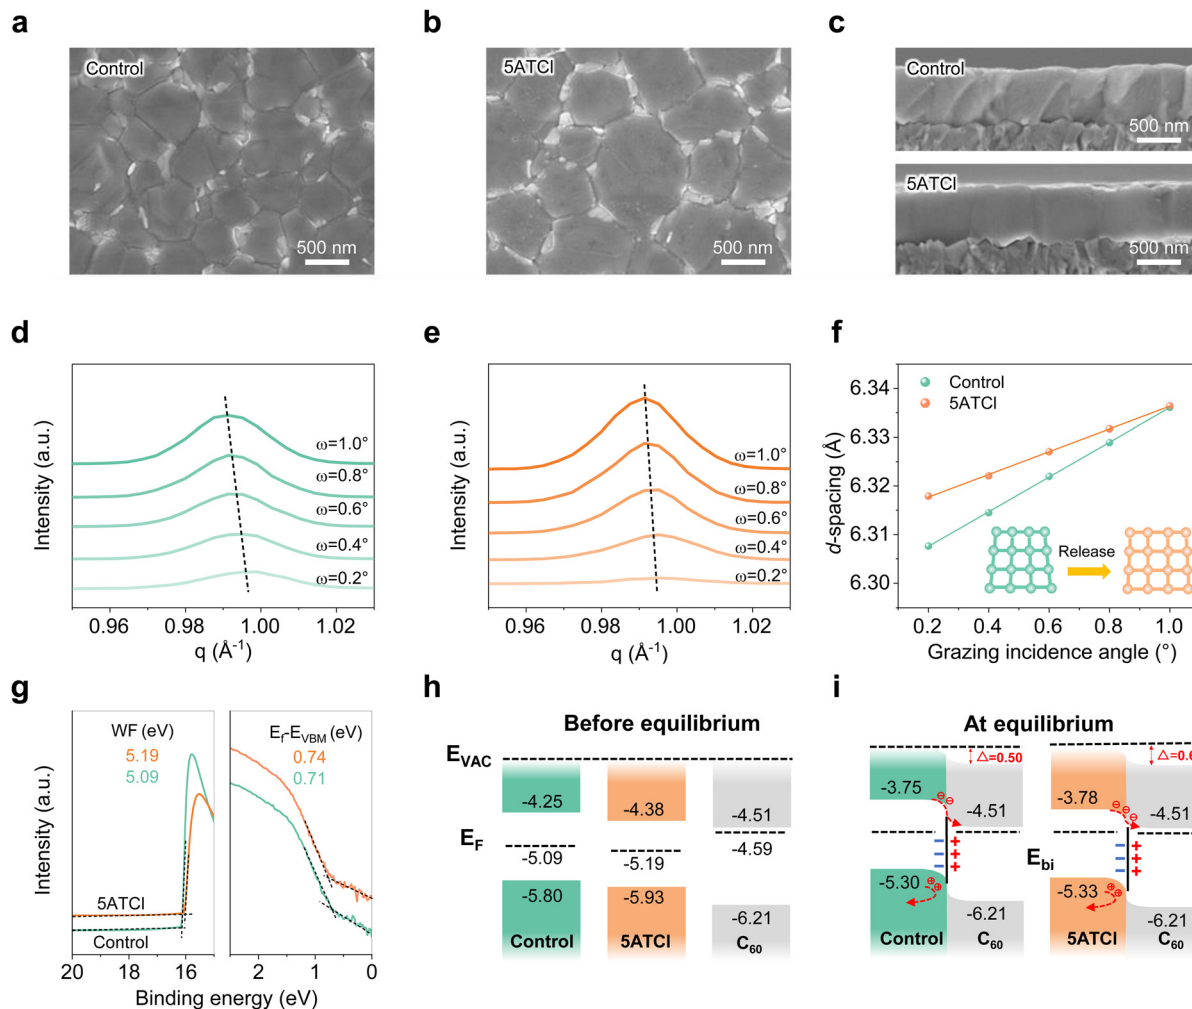 a
Control
500 nm
b
5ATCl
500 nm
c
Control
500 nm
5ATCl
500 nm
d
Intensity (a.u.)
ω=1.0°
ω=0.8°
ω=0.6°
ω=0.4°
ω=0.2°
0.96 0.98 1.00 1.02
q (Å-1)
e
Intensity (a.u.)
ω=1.0°
ω=0.8°
ω=0.6°
ω=0.4°
ω=0.2°
0.96 0.98 1.00 1.02
q (Å-1)
f
d-spacing (Å)
6.34
6.33
6.32
6.31
6.30
Control
5ATCl
Release
0.2 0.4 0.6 0.8 1.0
Grazing incidence angle (°)
g
Intensity (a.u.)
WF (eV)
5.19
5.09
5ATCl
Control
Ef-EVBM (eV)
0.74
0.71
20 18 16 2 1 0
Binding energy (eV)
h
Before equilibrium
EVAC
-4.25
-4.38
-4.51
EF
-5.09
-5.19
-4.59
-5.80
-5.93
-6.21
Control
5ATCl
C60
i
At equilibrium
Δ=0.50
-3.75
-4.51
-5.30
-6.21
Control
C60
Ebi
-3.78
-4.51
-5.33
-6.21
5ATCl
C60